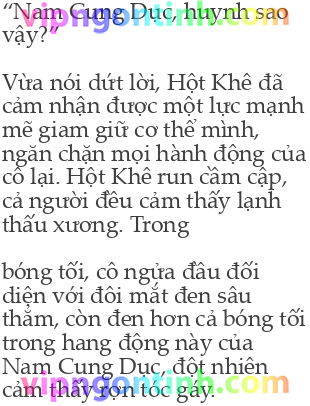 “Nam Cung Dục, huynh sao
vậy?”
Vừa nói dứt lời, Hột Khê đã
cảm nhận được một lực mạnh
mẽ giam giữ cơ thể mình,
ngăn chặn mọi hành động của
cô lại. Hột Khê run cầm cập,
cả người đều cảm thấy lạnh
thấu xương. Trong
bóng tối, cô ngửa đầu đối
diện với đôi mắt đen sâu
thẳm, còn đen hơn cả bóng tối
trong hang động này của
Nam Cung Dục, đột nhiên
cảm thấy rợn tóc gáy.
vipngontinh.com
vipngontinh.com